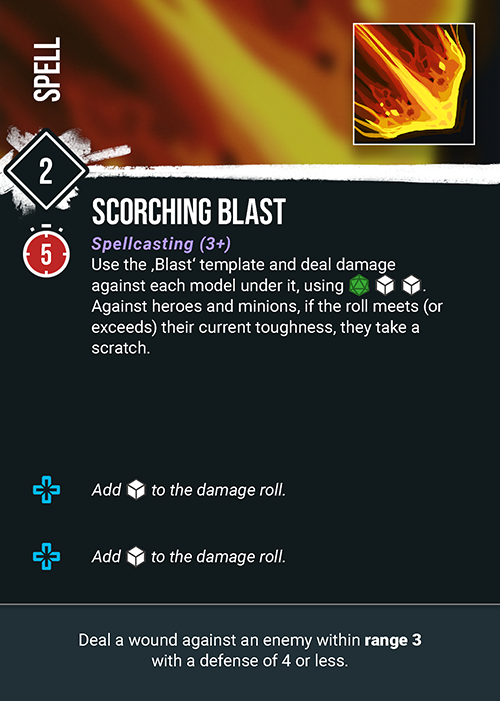 SPELL
2
SCORCHING BLAST
5
Spellcasting (3+)
Use the ‚Blast‘ template and deal damage
against each model under it, using .
Against heroes and minions, if the roll meets (or
exceeds) their current toughness, they take a
scratch.
Add to the damage roll.
Add to the damage roll.
Deal a wound against an enemy within range 3
with a defense of 4 or less.